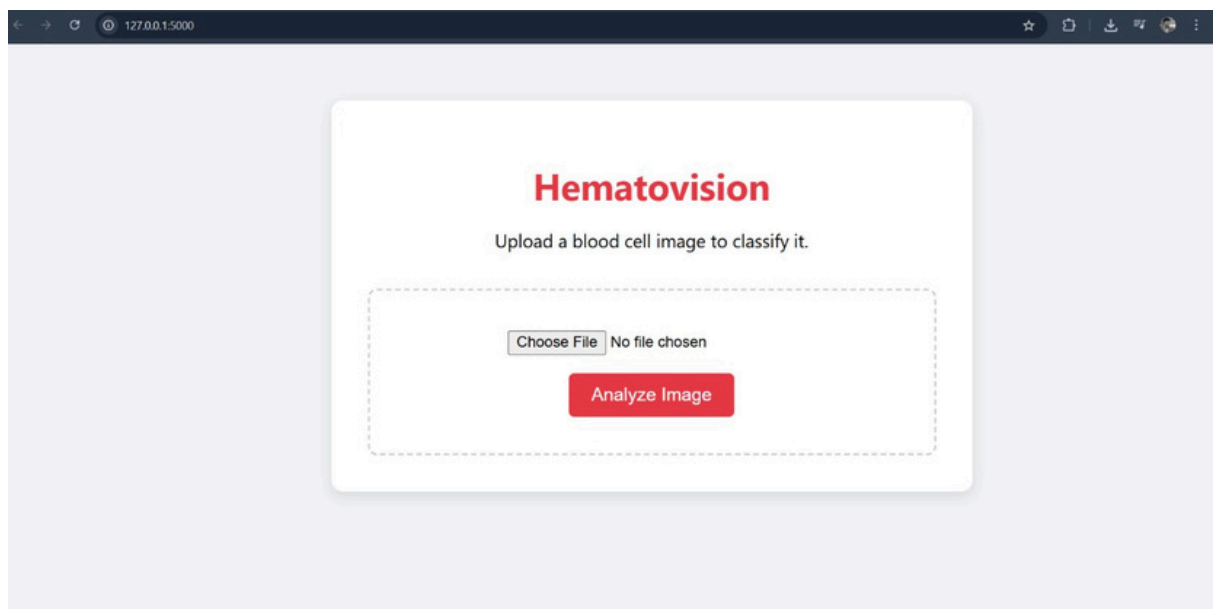 127.0.0.1:5000
Hematovision
Upload a blood cell image to classify it.
Choose File No file chosen
Analyze Image